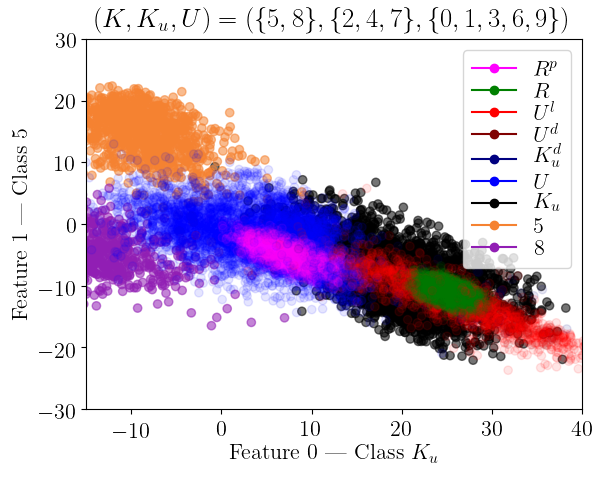 (K, K_u, U) = ({5, 8}, {2, 4, 7}, {0, 1, 3, 6, 9})
30
20
10
0
−10
−20
−30
Feature 1 — Class 5
R^p
R
U^l
U^d
K_u^d
U
K_u
5
8
−10 0 10 20 30 40
Feature 0 — Class K_u